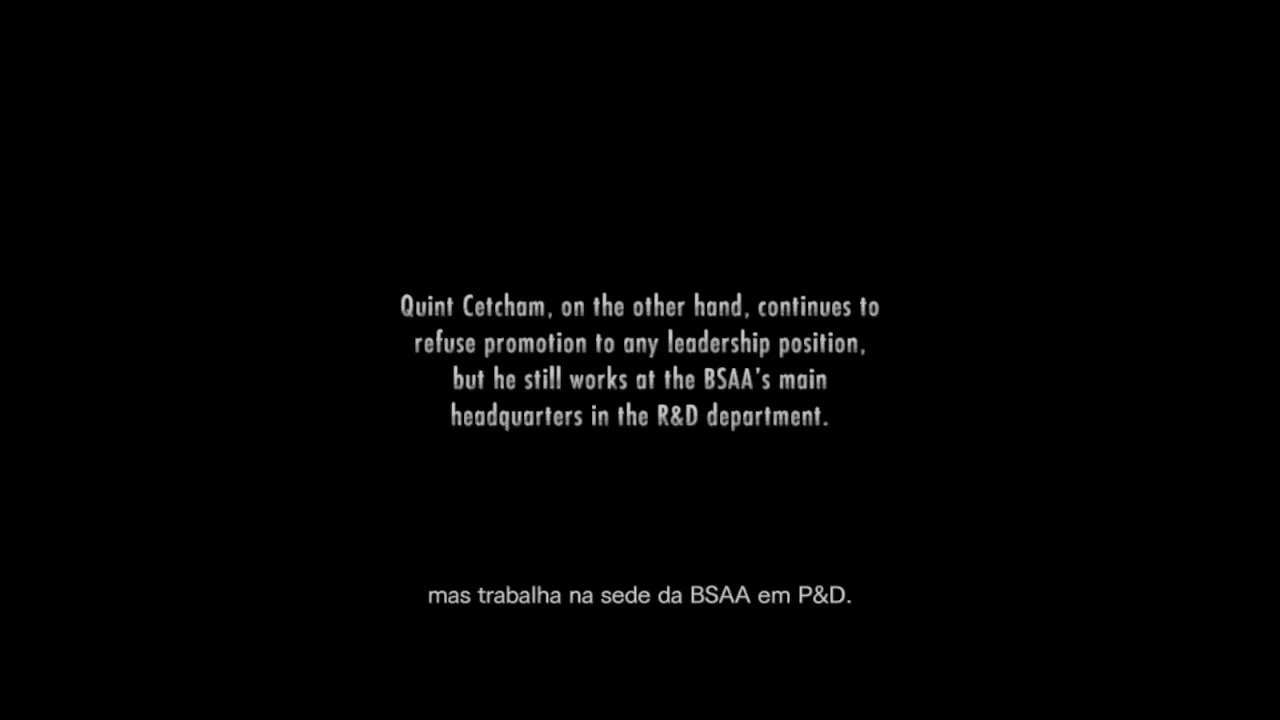 Quint Cetcham, on the other hand, continues to
refuse promotion to any leadership position,
but he still works at the BSAA's main
headquarters in the R&D department.
mas trabalha na sede da BSAA em P&D.